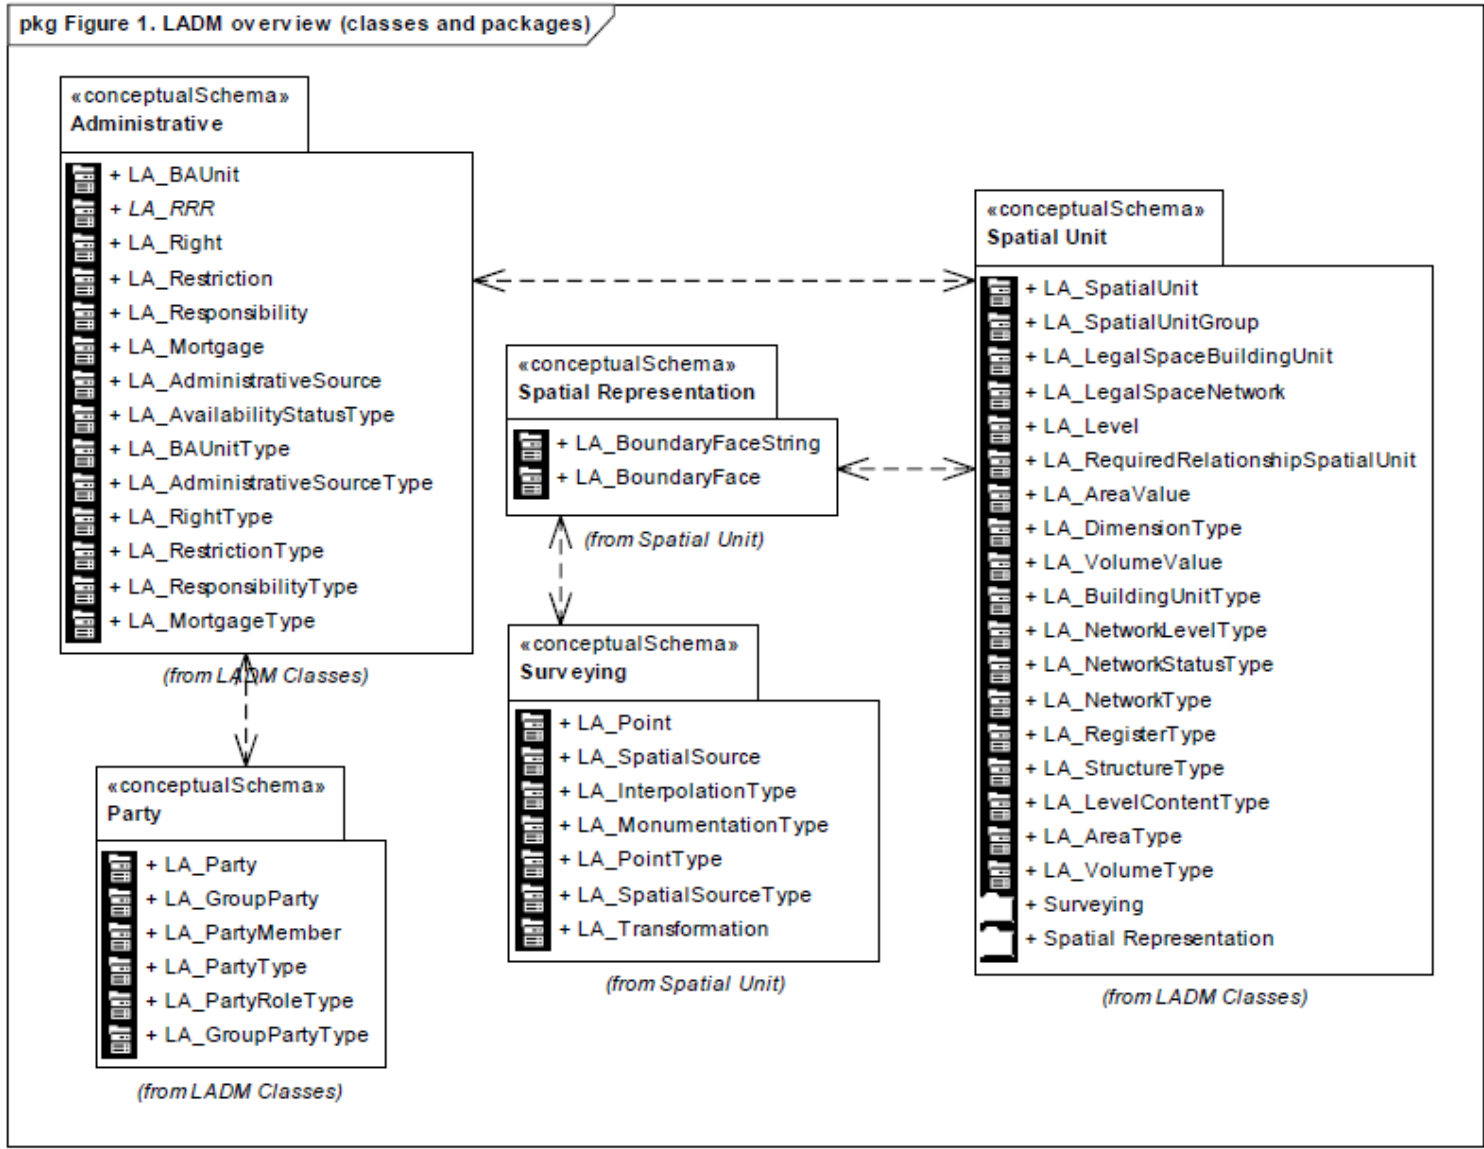 pkg Figure 1. LADM overview (classes and packages)
«conceptualSchema»
Administrative
+ LA_BAUnit
+ LA_RRR
+ LA_Right
+ LA_Restriction
+ LA_Responsibility
+ LA_Mortgage
+ LA_AdministrativeSource
+ LA_AvailabilityStatusType
+ LA_BAUnitType
+ LA_AdministrativeSourceType
+ LA_RightType
+ LA_RestrictionType
+ LA_ResponsibilityType
+ LA_MortgageType
(from LADM Classes)
«conceptualSchema»
Party
+ LA_Party
+ LA_GroupParty
+ LA_PartyMember
+ LA_PartyType
+ LA_PartyRoleType
+ LA_GroupPartyType
(from LADM Classes)
«conceptualSchema»
Spatial Representation
+ LA_BoundaryFaceString
+ LA_BoundaryFace
(from Spatial Unit)
«conceptualSchema»
Surveying
+ LA_Point
+ LA_SpatialSource
+ LA_InterpolationType
+ LA_MonumentationType
+ LA_PointType
+ LA_SpatialSourceType
+ LA_Transformation
(from Spatial Unit)
«conceptualSchema»
Spatial Unit
+ LA_SpatialUnit
+ LA_SpatialUnitGroup
+ LA_LegalSpaceBuildingUnit
+ LA_LegalSpaceNetwork
+ LA_Level
+ LA_RequiredRelationshipSpatialUnit
+ LA_AreaValue
+ LA_DimensionType
+ LA_VolumeValue
+ LA_BuildingUnitType
+ LA_NetworkLevelType
+ LA_NetworkStatusType
+ LA_NetworkType
+ LA_RegisterType
+ LA_StructureType
+ LA_LevelContentType
+ LA_AreaType
+ LA_VolumeType
+ Surveying
+ Spatial Representation
(from LADM Classes)